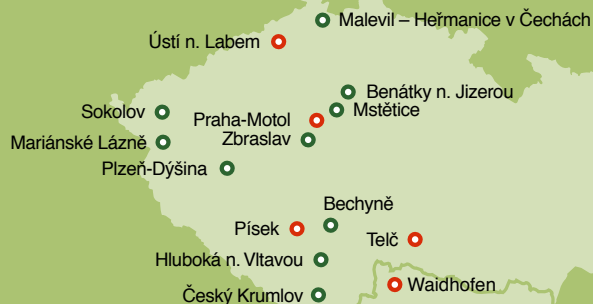 Malevil – Heřmanice v Čechách
Ústí n. Labem
Benátky n. Jizerou
Sokolov
Mstětice
Praha-Motol
Zbraslav
Mariánské Lázně
Plzeň-Dýšina
Bechyně
Písek
Telč
Hluboká n. Vltavou
Waidhofen
Český Krumlov